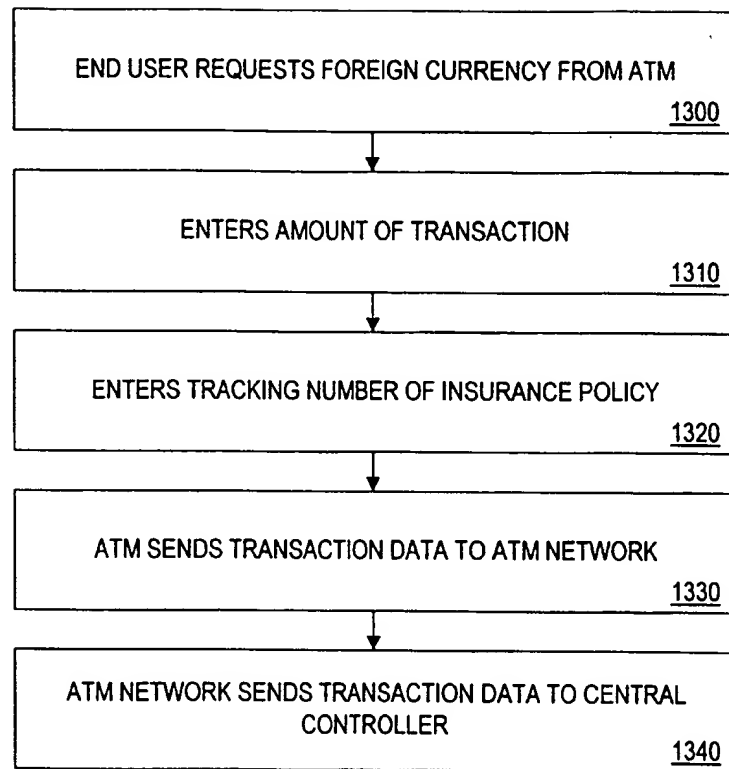 END USER REQUESTS FOREIGN CURRENCY FROM ATM
1300
ENTERS AMOUNT OF TRANSACTION
1310
ENTERS TRACKING NUMBER OF INSURANCE POLICY
1320
ATM SENDS TRANSACTION DATA TO ATM NETWORK
1330
ATM NETWORK SENDS TRANSACTION DATA TO CENTRAL
CONTROLLER
1340